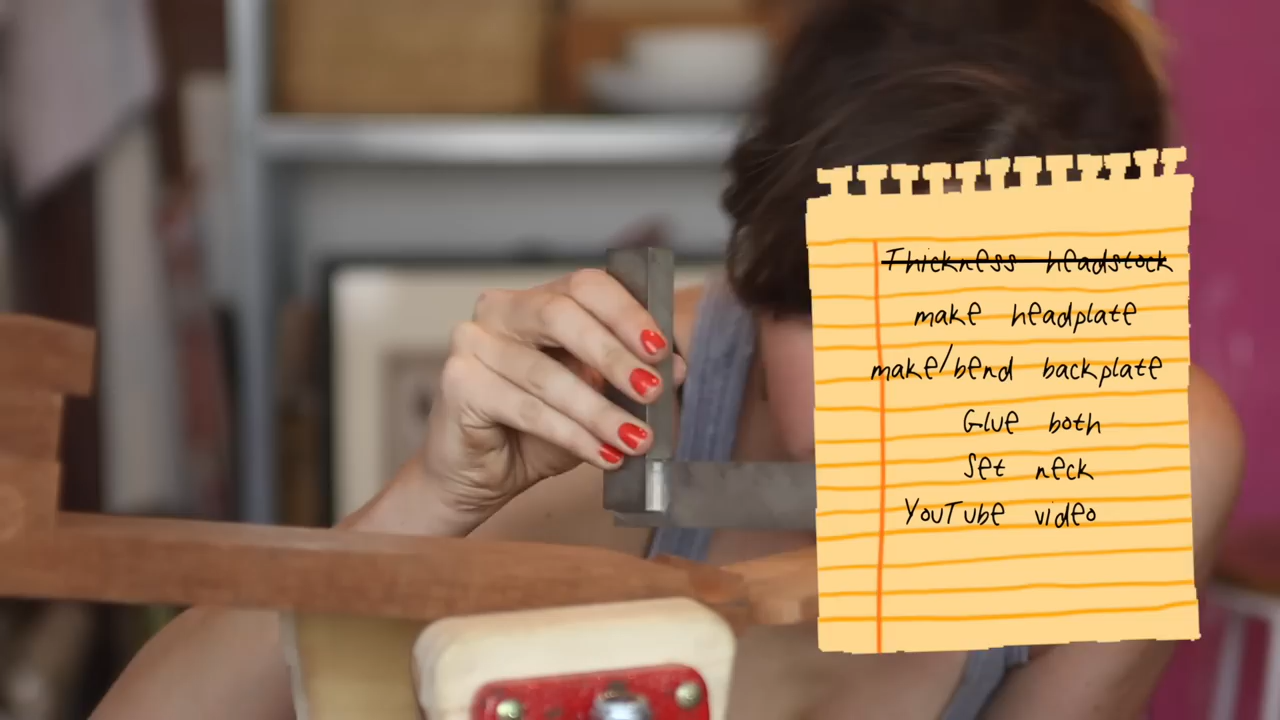 Thickness headstock
make headplate
make/bend backplate
Glue both
Set neck
YouTube video